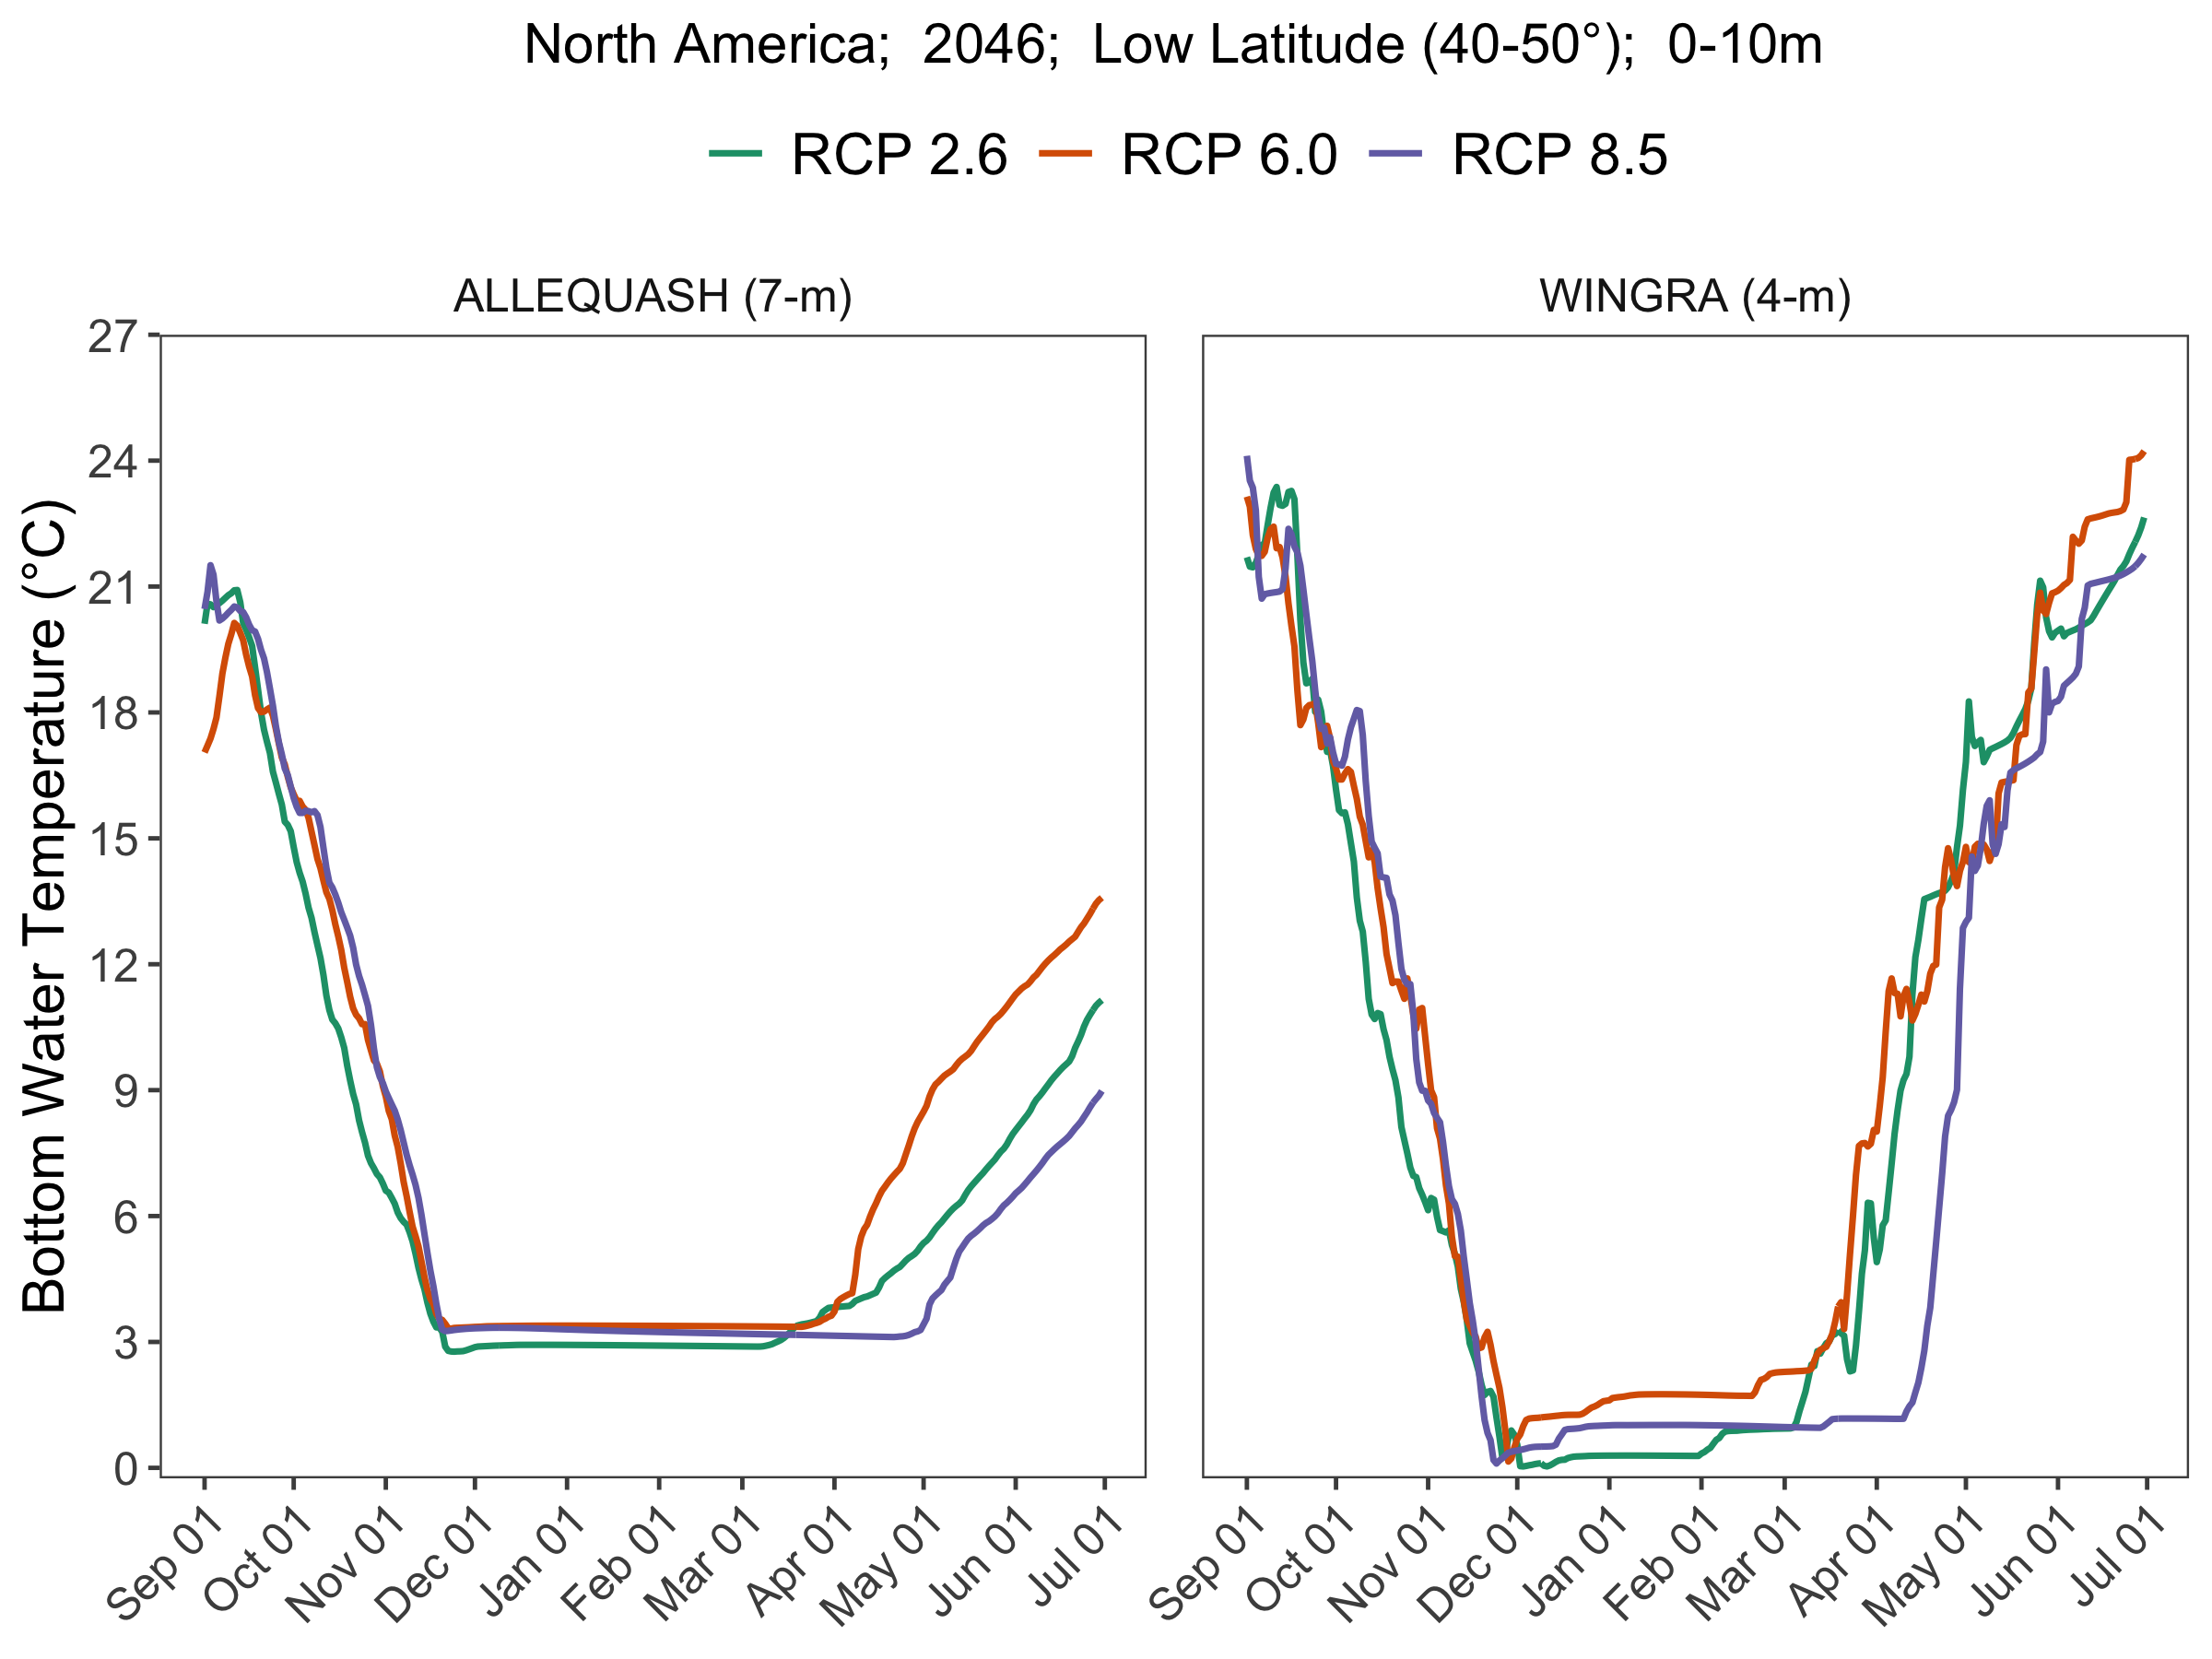 North America;  2046;  Low Latitude (40-50°);  0-10m
RCP 2.6 RCP 6.0 RCP 8.5
ALLEQUASH (7-m) WINGRA (4-m)
Bottom Water Temperature (°C)
27
24
21
18
15
12
9
6
3
0
Sep 01 Oct 01 Nov 01 Dec 01 Jan 01 Feb 01 Mar 01 Apr 01 May 01 Jun 01 Jul 01 Sep 01 Oct 01 Nov 01 Dec 01 Jan 01 Feb 01 Mar 01 Apr 01 May 01 Jun 01 Jul 01